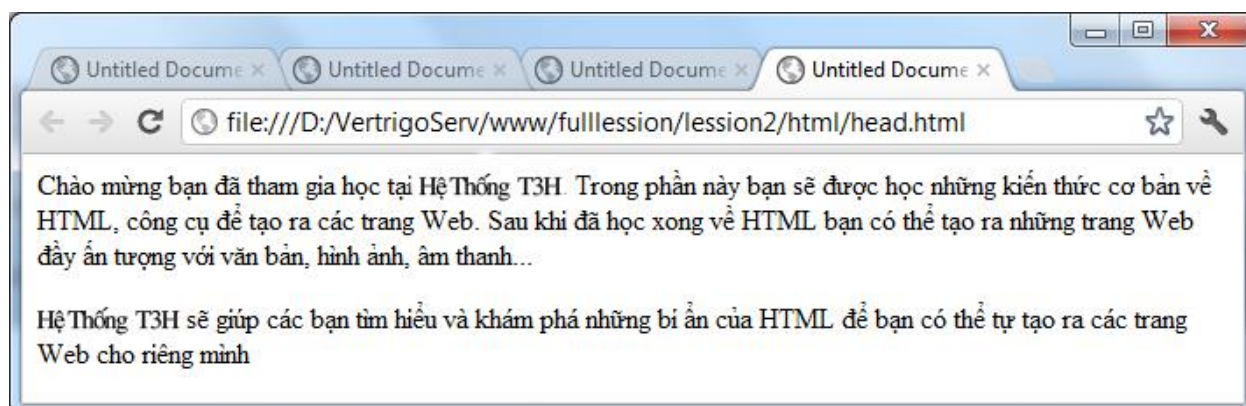 Untitled Docume Untitled Docume Untitled Docume Untitled Docume
file:///D:/VertrigoServ/www/fulllession/lession2/html/head.html
Chào mừng bạn đã tham gia học tại Hệ Thống T3H. Trong phần này bạn sẽ được học những kiến thức cơ bản về
HTML, công cụ để tạo ra các trang Web. Sau khi đã học xong về HTML bạn có thể tạo ra những trang Web
đầy ấn tượng với văn bản, hình ảnh, âm thanh...
Hệ Thống T3H sẽ giúp các bạn tìm hiểu và khám phá những bí ẩn của HTML để bạn có thể tự tạo ra các trang
Web cho riêng mình